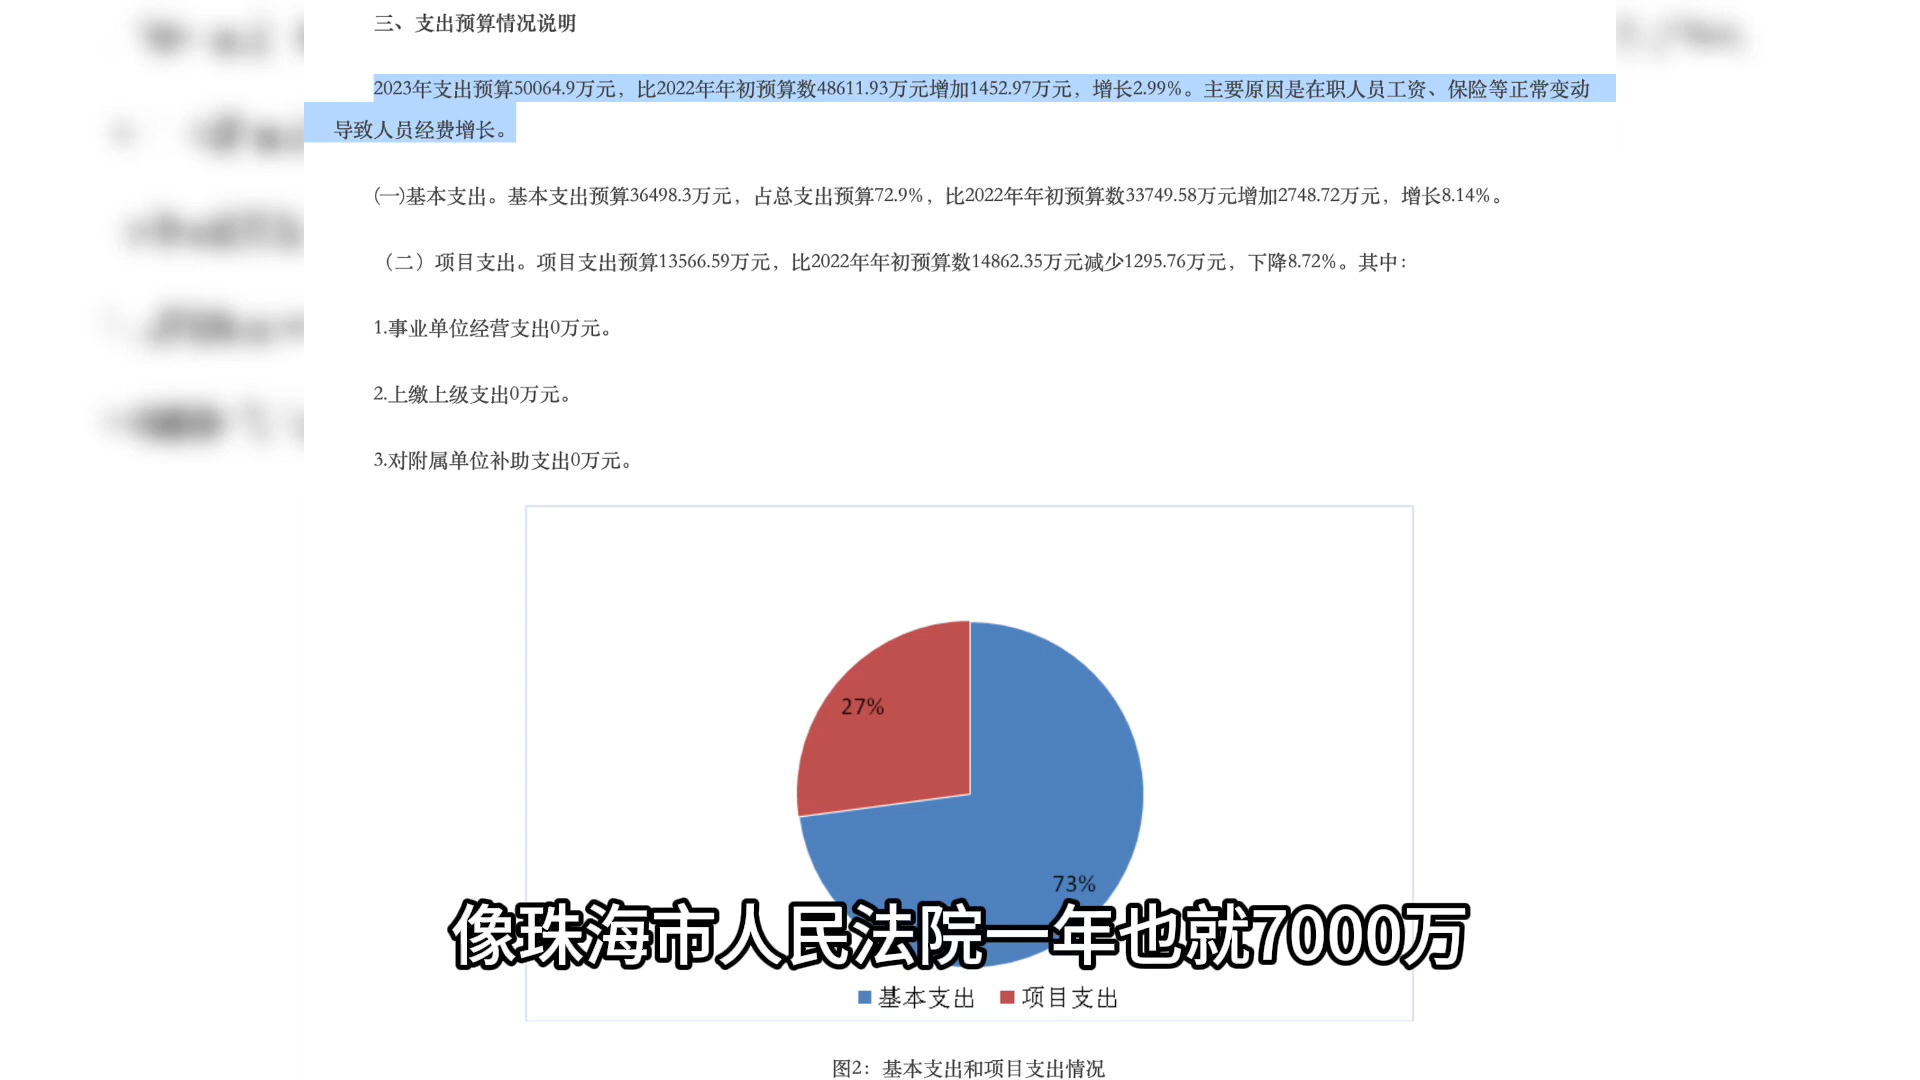 三、支出预算情况说明
2023年支出预算50064.9万元，比2022年年初预算数48611.93万元增加1452.97万元，增长2.99%。主要原因是在职人员工资、保险等正常变动
导致人员经费增长。
(一)基本支出。基本支出预算36498.3万元，占总支出预算72.9%，比2022年年初预算数33749.58万元增加2748.72万元，增长8.14%。
（二）项目支出。项目支出预算13566.59万元，比2022年年初预算数14862.35万元减少1295.76万元，下降8.72%。其中：
1.事业单位经营支出0万元。
2.上缴上级支出0万元。
3.对附属单位补助支出0万元。
27%
73%
像珠海市人民法院一年也就7000万
基本支出 项目支出
图2：基本支出和项目支出情况